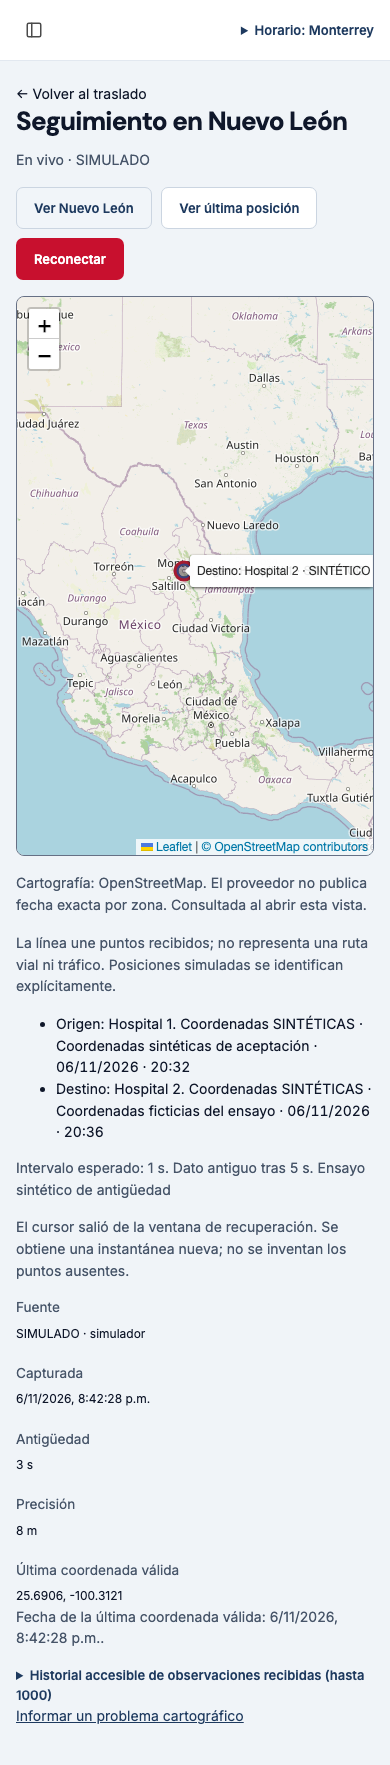 ▶ Horario: Monterrey
← Volver al traslado
Seguimiento en Nuevo León
En vivo · SIMULADO
Ver Nuevo León
Ver última posición
Reconectar
+
−
Oklahoma
Arkans
Dallas
Ciudad Juárez
Texas
Austin
Houston
San Antonio
Chihuahua
Nuevo Laredo
Coahuila
Torreón
Saltillo
Destino: Hospital 2 · SINTÉTICO
Tamaulipas
Durango
Durango
México
Ciudad Victoria
Mazatlán
Aguascalientes
Tepic
Jalisco
León
Ciudad de
México
Morelia
Xalapa
Puebla
Villahermo
Acapulco
Oaxaca
Tuxtla Gutiér
Ciud
Leaflet | © OpenStreetMap contributors
Cartografía: OpenStreetMap. El proveedor no publica
fecha exacta por zona. Consultada al abrir esta vista.
La línea une puntos recibidos; no representa una ruta
vial ni tráfico. Posiciones simuladas se identifican
explícitamente.
• Origen: Hospital 1. Coordenadas SINTÉTICAS ·
Coordenadas sintéticas de aceptación ·
06/11/2026 · 20:32
• Destino: Hospital 2. Coordenadas SINTÉTICAS ·
Coordenadas ficticias del ensayo · 06/11/2026
· 20:36
Intervalo esperado: 1 s. Dato antiguo tras 5 s. Ensayo
sintético de antigüedad
El cursor salió de la ventana de recuperación. Se
obtiene una instantánea nueva; no se inventan los
puntos ausentes.
Fuente
SIMULADO · simulador
Capturada
6/11/2026, 8:42:28 p.m.
Antigüedad
3 s
Precisión
8 m
Última coordenada válida
25.6906, -100.3121
Fecha de la última coordenada válida: 6/11/2026,
8:42:28 p.m..
▶ Historial accesible de observaciones recibidas (hasta
1000)
Informar un problema cartográfico